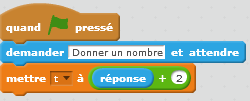 quand pressé
demander Donner un nombre et attendre
mettre t à réponse + 2